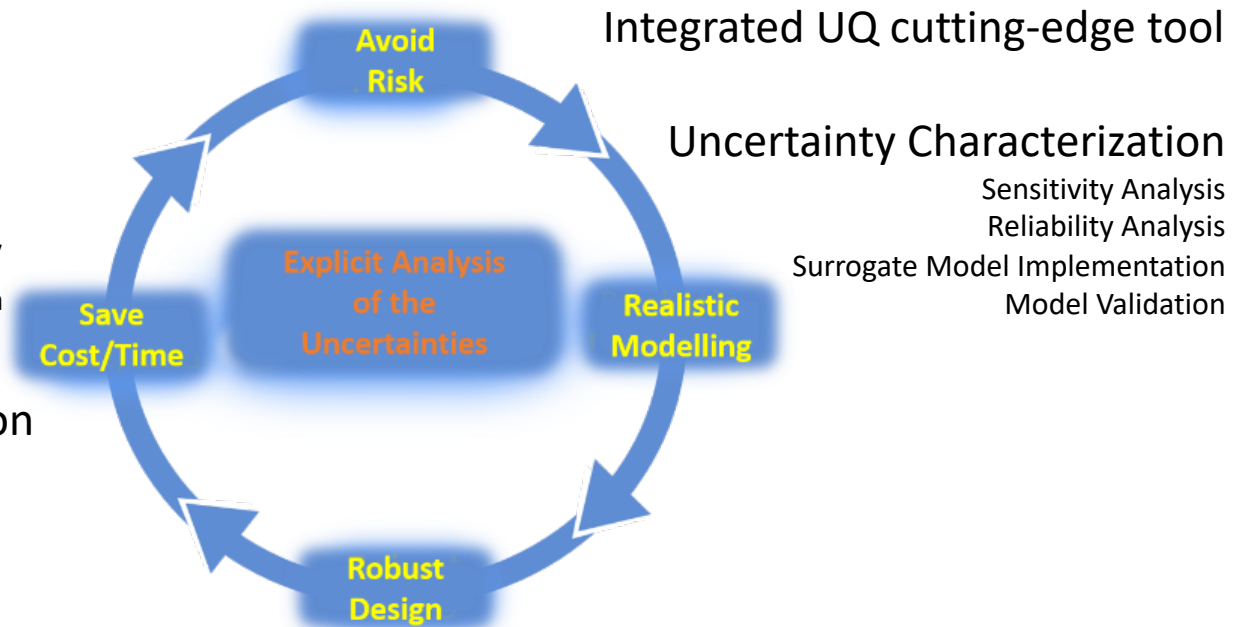 Integrated UQ cutting-edge tool
Avoid
Risk
Uncertainty Characterization
Sensitivity Analysis
Reliability Analysis
Surrogate Model Implementation
Model Validation
Explicit Analysis
of the
Uncertainties
Save
Cost/Time
Realistic
Modelling
Robust
Design